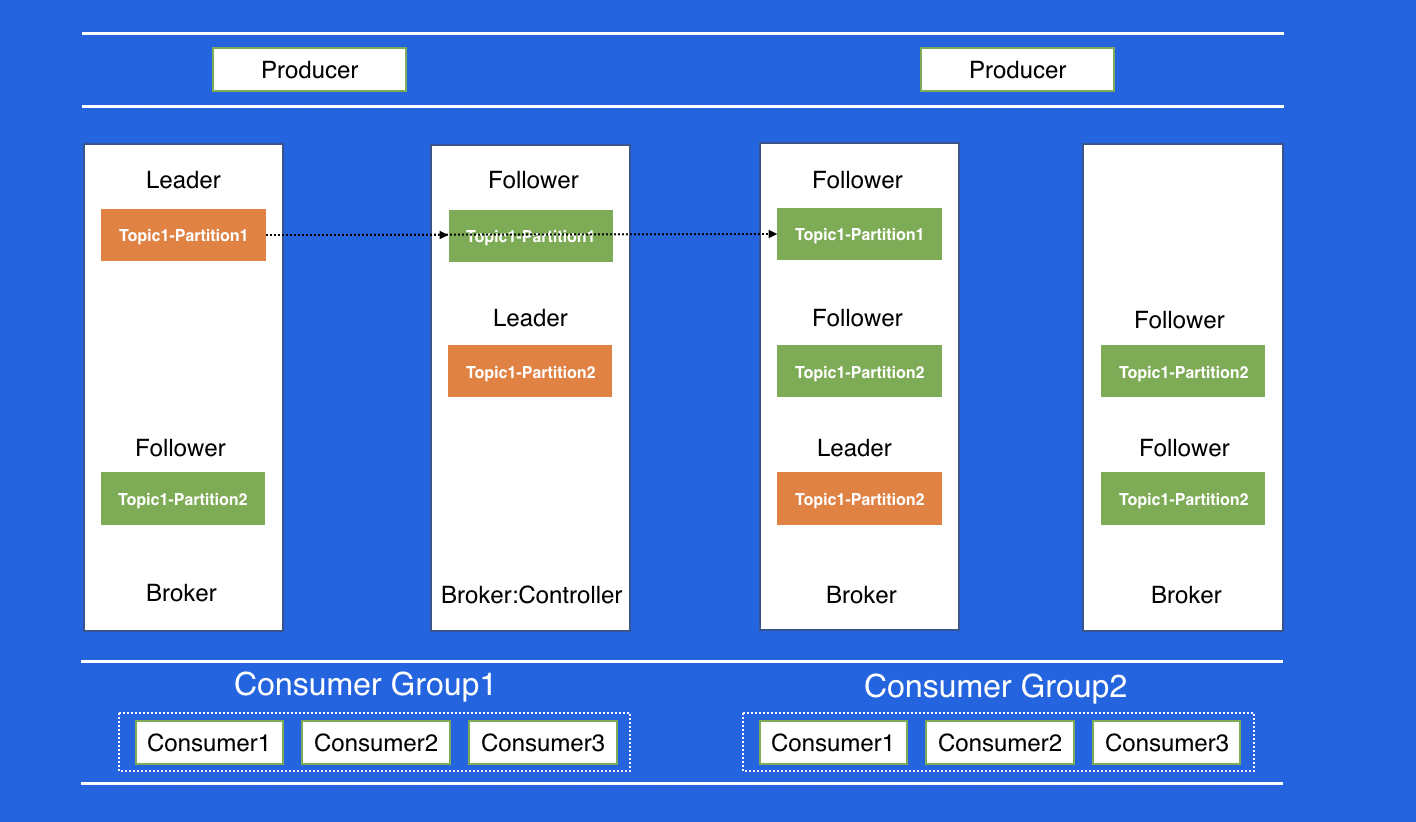 Producer
Producer
Leader
Topic1-Partition1
Follower
Topic1-Partition2
Broker
Follower
Topic1-Partition1
Leader
Topic1-Partition2
Broker:Controller
Follower
Topic1-Partition1
Follower
Topic1-Partition2
Leader
Topic1-Partition2
Broker
Follower
Topic1-Partition2
Follower
Topic1-Partition2
Broker
Consumer Group1
Consumer1
Consumer2
Consumer3
Consumer Group2
Consumer1
Consumer2
Consumer3